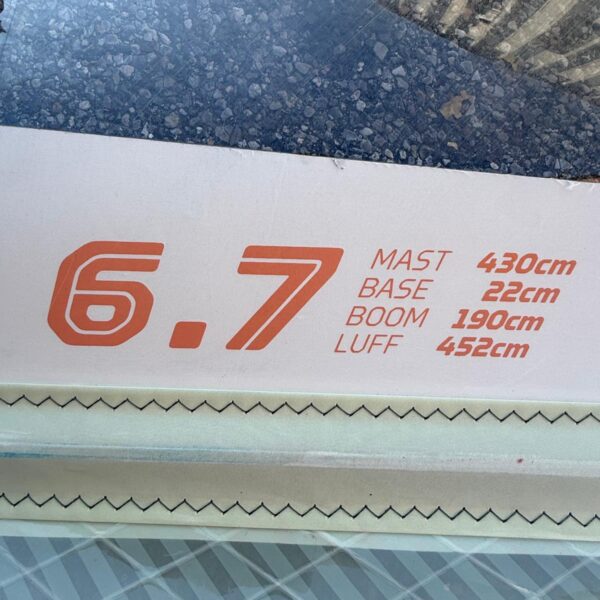 6.7
MAST 430cm
BASE 22cm
BOOM 190cm
LUFF 452cm